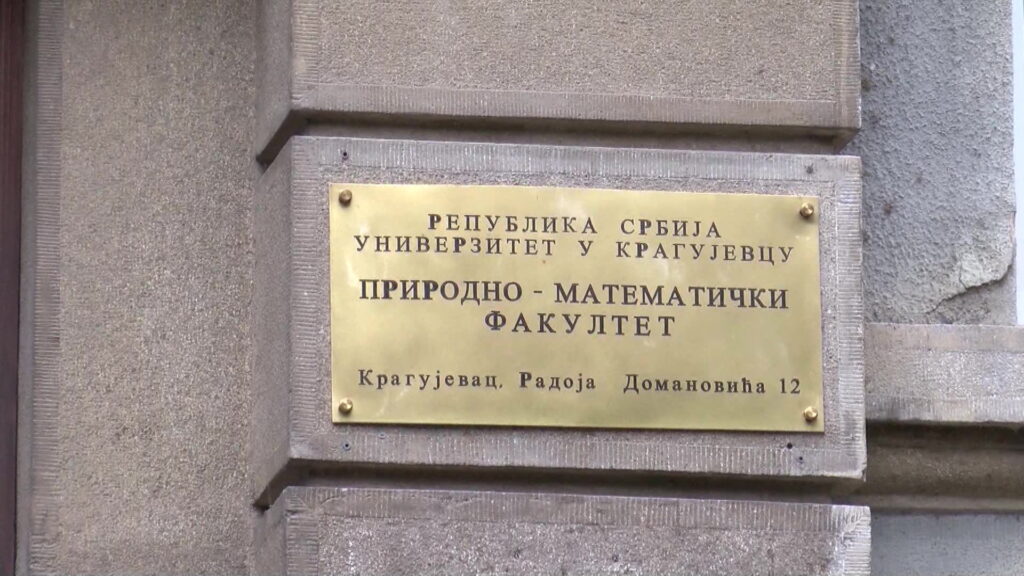 РЕПУБЛИКА СРБИЈА
УНИВЕРЗИТЕТ У КРАГУЈЕВЦУ
ПРИРОДНО - МАТЕМАТИЧКИ
ФАКУЛТЕТ
Крагујевац, Радоја Домановића 12